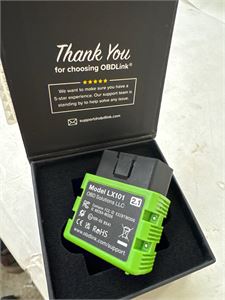 Thank You
for choosing OBDLink®
We want to make sure you have a
5-star experience. Our support team is
standing by to help solve any issue.
support@obdlink.com
Model LX101
2.1
OBD Solutions LLC
RoHS
www.obdlink.com/support